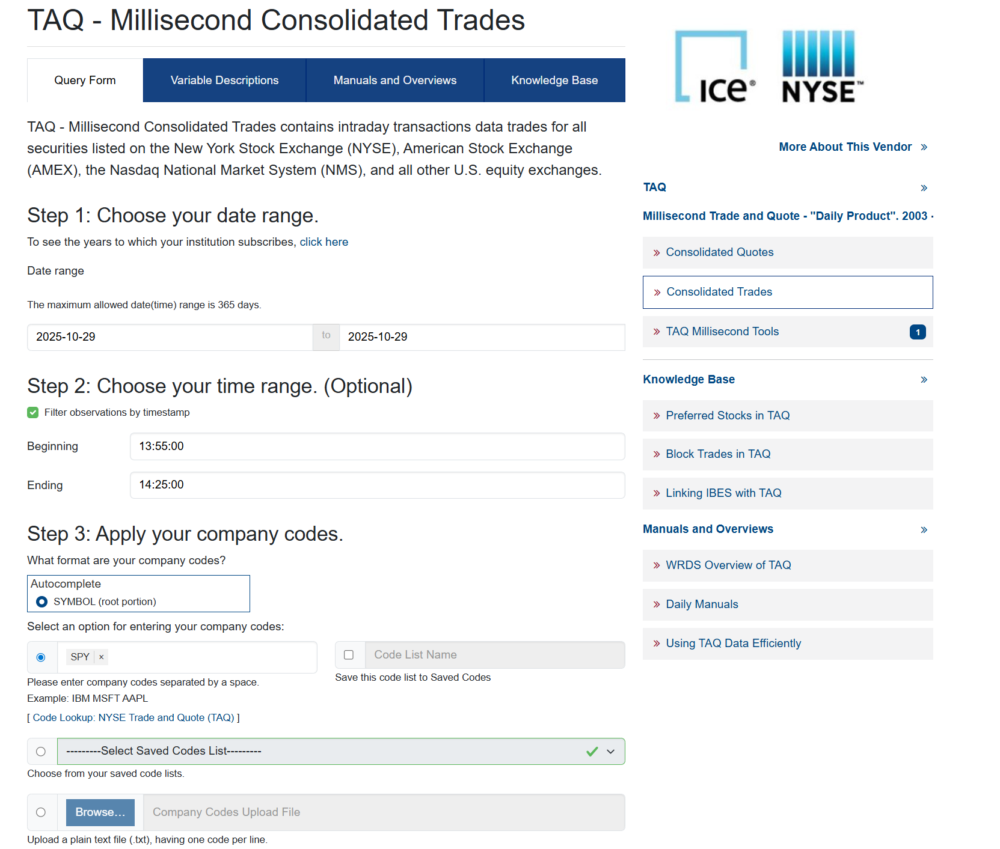 TAQ - Millisecond Consolidated Trades
Query Form
Variable Descriptions
Manuals and Overviews
Knowledge Base
TAQ - Millisecond Consolidated Trades contains intraday transactions data trades for all
securities listed on the New York Stock Exchange (NYSE), American Stock Exchange
(AMEX), the Nasdaq National Market System (NMS), and all other U.S. equity exchanges.
Step 1: Choose your date range.
To see the years to which your institution subscribes, click here
Date range
The maximum allowed date(time) range is 365 days.
2025-10-29 to 2025-10-29
Step 2: Choose your time range. (Optional)
Filter observations by timestamp
Beginning 13:55:00
Ending 14:25:00
Step 3: Apply your company codes.
What format are your company codes?
Autocomplete
SYMBOL (root portion)
Select an option for entering your company codes:
SPY ×
Please enter company codes separated by a space.
Example: IBM MSFT AAPL
[ Code Lookup: NYSE Trade and Quote (TAQ) ]
Code List Name
Save this code list to Saved Codes
---------Select Saved Codes List---------
Choose from your saved code lists.
Browse...
Company Codes Upload File
Upload a plain text file (.txt), having one code per line.
ICE®
NYSE™
More About This Vendor »
TAQ »
Millisecond Trade and Quote - "Daily Product". 2003 -
» Consolidated Quotes
» Consolidated Trades
» TAQ Millisecond Tools 1
Knowledge Base »
» Preferred Stocks in TAQ
» Block Trades in TAQ
» Linking IBES with TAQ
Manuals and Overviews »
» WRDS Overview of TAQ
» Daily Manuals
» Using TAQ Data Efficiently